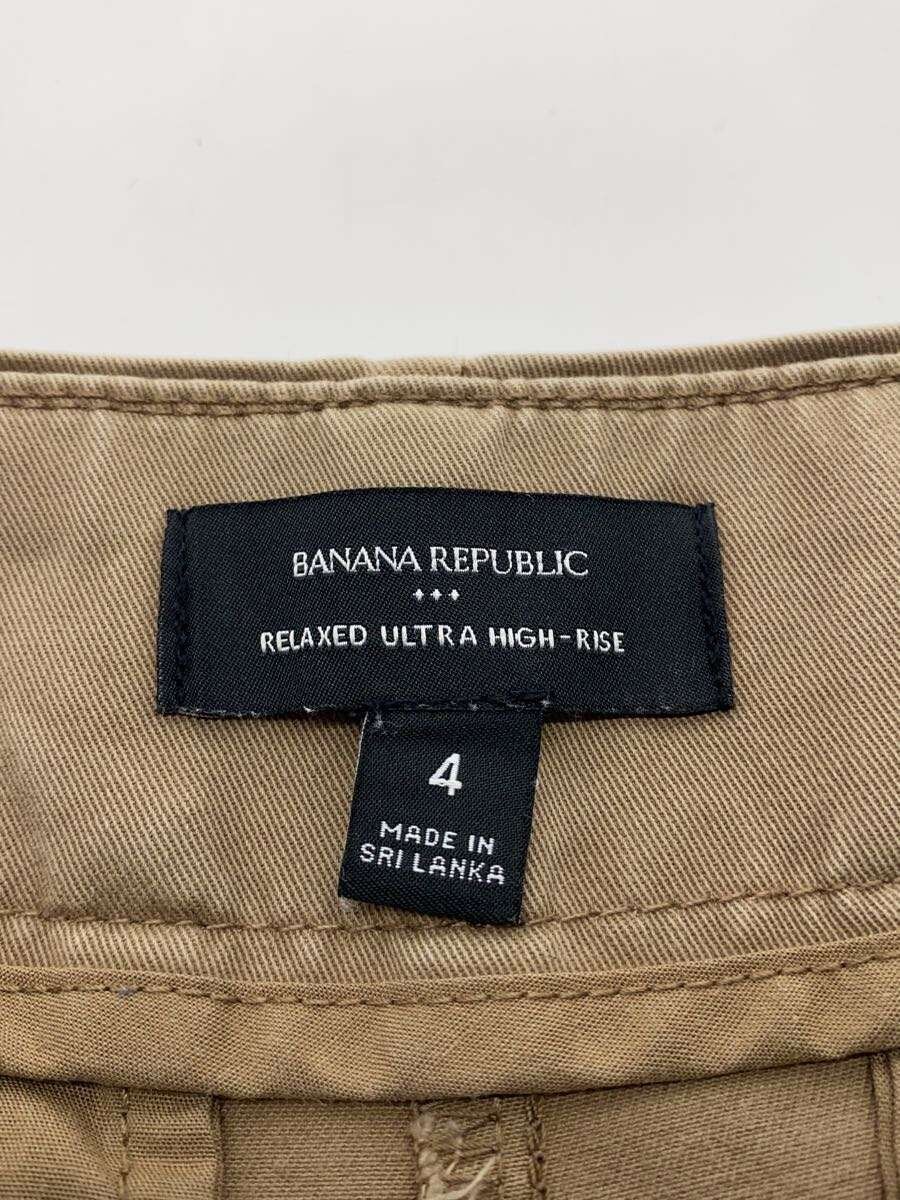 BANANA REPUBLIC
RELAXED ULTRA HIGH-RISE
4
MADE IN
SRI LANKA